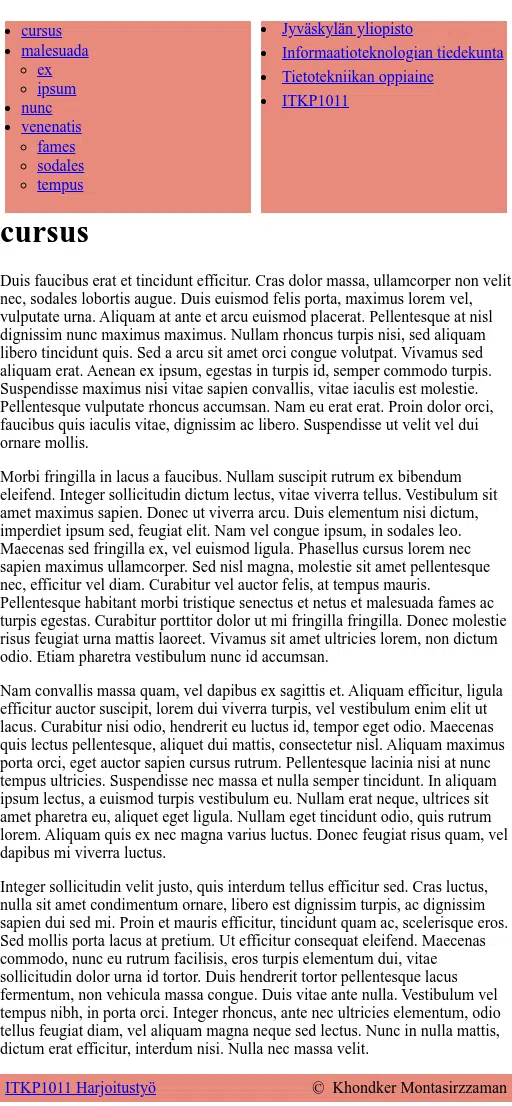 cursus
malesuada
ex
ipsum
nunc
venenatis
fames
sodales
tempus
Jyväskylän yliopisto
Informaatioteknologian tiedekunta
Tietotekniikan oppiaine
ITKP1011
cursus
Duis faucibus erat et tincidunt efficitur. Cras dolor massa, ullamcorper non velit
nec, sodales lobortis augue. Duis euismod felis porta, maximus lorem vel,
vulputate urna. Aliquam at ante et arcu euismod placerat. Pellentesque at nisl
dignissim nunc maximus maximus. Nullam rhoncus turpis nisi, sed aliquam
libero tincidunt quis. Sed a arcu sit amet orci congue volutpat. Vivamus sed
aliquam erat. Aenean ex ipsum, egestas in turpis id, semper commodo turpis.
Suspendisse maximus nisi vitae sapien convallis, vitae iaculis est molestie.
Pellentesque vulputate rhoncus accumsan. Nam eu erat erat. Proin dolor orci,
faucibus quis iaculis vitae, dignissim ac libero. Suspendisse ut velit vel dui
ornare mollis.
Morbi fringilla in lacus a faucibus. Nullam suscipit rutrum ex bibendum
eleifend. Integer sollicitudin dictum lectus, vitae viverra tellus. Vestibulum sit
amet maximus sapien. Donec ut viverra arcu. Duis elementum nisi dictum,
imperdiet ipsum sed, feugiat elit. Nam vel congue ipsum, in sodales leo.
Maecenas sed fringilla ex, vel euismod ligula. Phasellus cursus lorem nec
sapien maximus ullamcorper. Sed nisl magna, molestie sit amet pellentesque
nec, efficitur vel diam. Curabitur vel auctor felis, at tempus mauris.
Pellentesque habitant morbi tristique senectus et netus et malesuada fames ac
turpis egestas. Curabitur porttitor dolor ut mi fringilla fringilla. Donec molestie
risus feugiat urna mattis laoreet. Vivamus sit amet ultricies lorem, non dictum
odio. Etiam pharetra vestibulum nunc id accumsan.
Nam convallis massa quam, vel dapibus ex sagittis et. Aliquam efficitur, ligula
efficitur auctor suscipit, lorem dui viverra turpis, vel vestibulum enim elit ut
lacus. Curabitur nisi odio, hendrerit eu luctus id, tempor eget odio. Maecenas
quis lectus pellentesque, aliquet dui mattis, consectetur nisl. Aliquam maximus
porta orci, eget auctor sapien cursus rutrum. Pellentesque lacinia nisi at nunc
tempus ultricies. Suspendisse nec massa et nulla semper tincidunt. In aliquam
ipsum lectus, a euismod turpis vestibulum eu. Nullam erat neque, ultrices sit
amet pharetra eu, aliquet eget ligula. Nullam eget tincidunt odio, quis rutrum
lorem. Aliquam quis ex nec magna varius luctus. Donec feugiat risus quam, vel
dapibus mi viverra luctus.
Integer sollicitudin velit justo, quis interdum tellus efficitur sed. Cras luctus,
nulla sit amet condimentum ornare, libero est dignissim turpis, ac dignissim
sapien dui sed mi. Proin et mauris efficitur, tincidunt quam ac, scelerisque eros.
Sed mollis porta lacus at pretium. Ut efficitur consequat eleifend. Maecenas
commodo, nunc eu rutrum facilisis, eros turpis elementum dui, vitae
sollicitudin dolor urna id tortor. Duis hendrerit tortor pellentesque lacus
fermentum, non vehicula massa congue. Duis vitae ante nulla. Vestibulum vel
tempus nibh, in porta orci. Integer rhoncus, ante nec ultricies elementum, odio
tellus feugiat diam, vel aliquam magna neque sed lectus. Nunc in nulla mattis,
dictum erat efficitur, interdum nisi. Nulla nec massa velit.
ITKP1011 Harjoitustyö
© Khondker Montasirzzaman